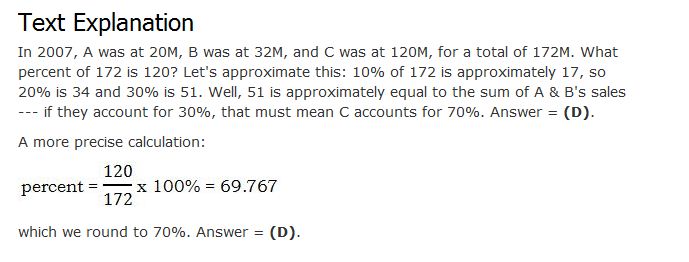 Text Explanation
In 2007, A was at 20M, B was at 32M, and C was at 120M, for a total of 172M. What
percent of 172 is 120? Let's approximate this: 10% of 172 is approximately 17, so
20% is 34 and 30% is 51. Well, 51 is approximately equal to the sum of A & B's sales
--- if they account for 30%, that must mean C accounts for 70%. Answer = (D).
A more precise calculation:
percent = 120/172 x 100% = 69.767
which we round to 70%. Answer = (D).